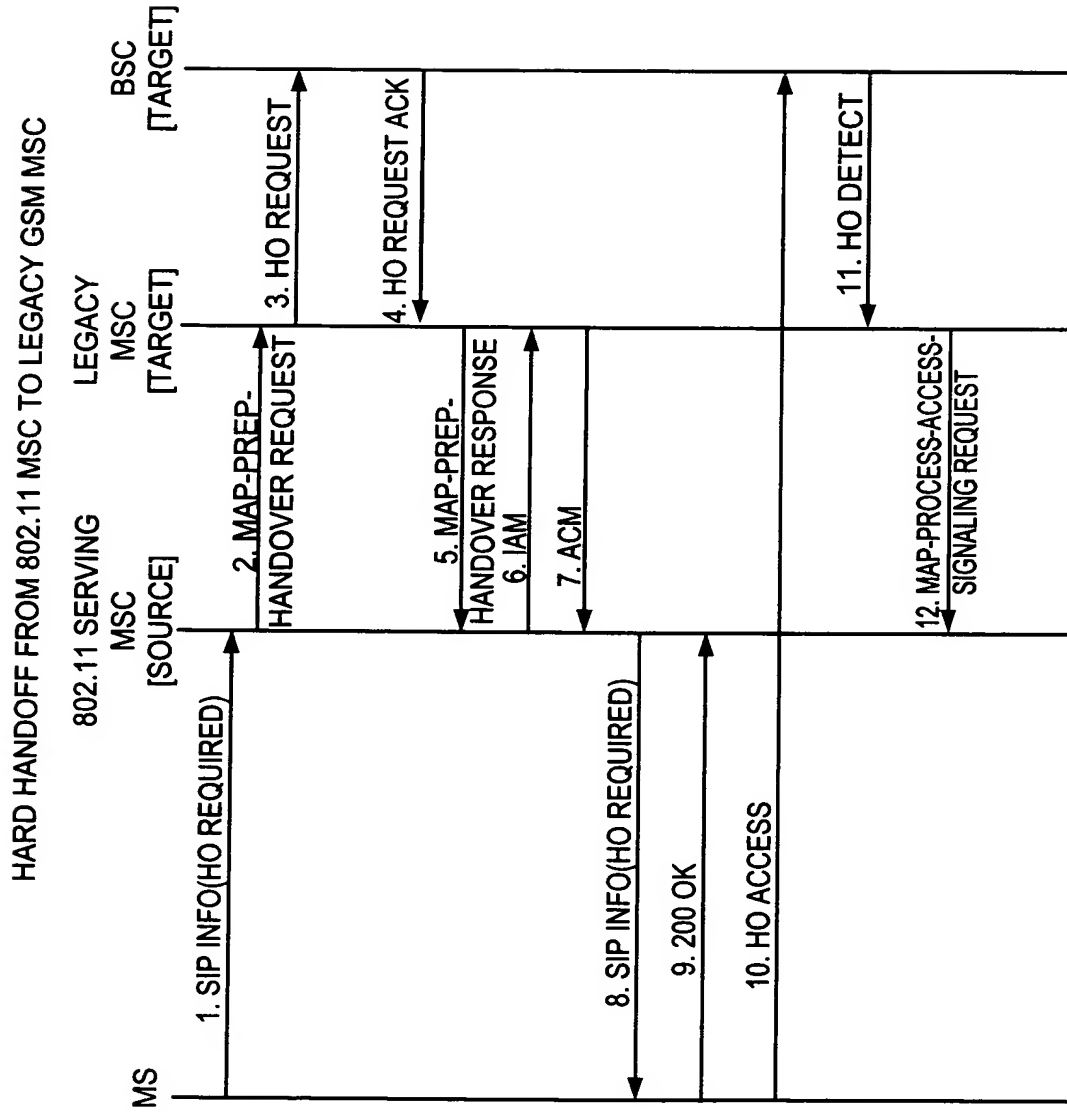 HARD HANDOFF FROM 802.11 MSC TO LEGACY GSM MSC
MS
802.11 SERVING
MSC
[SOURCE]
LEGACY
MSC
[TARGET]
BSC
[TARGET]
1. SIP INFO(HO REQUIRED)
2. MAP-PREP-
HANDOVER REQUEST
3. HO REQUEST
4. HO REQUEST ACK
5. MAP-PREP-
HANDOVER RESPONSE
6. IAM
7. ACM
8. SIP INFO(HO REQUIRED)
9. 200 OK
10. HO ACCESS
11. HO DETECT
12. MAP-PROCESS-ACCESS-
SIGNALING REQUEST